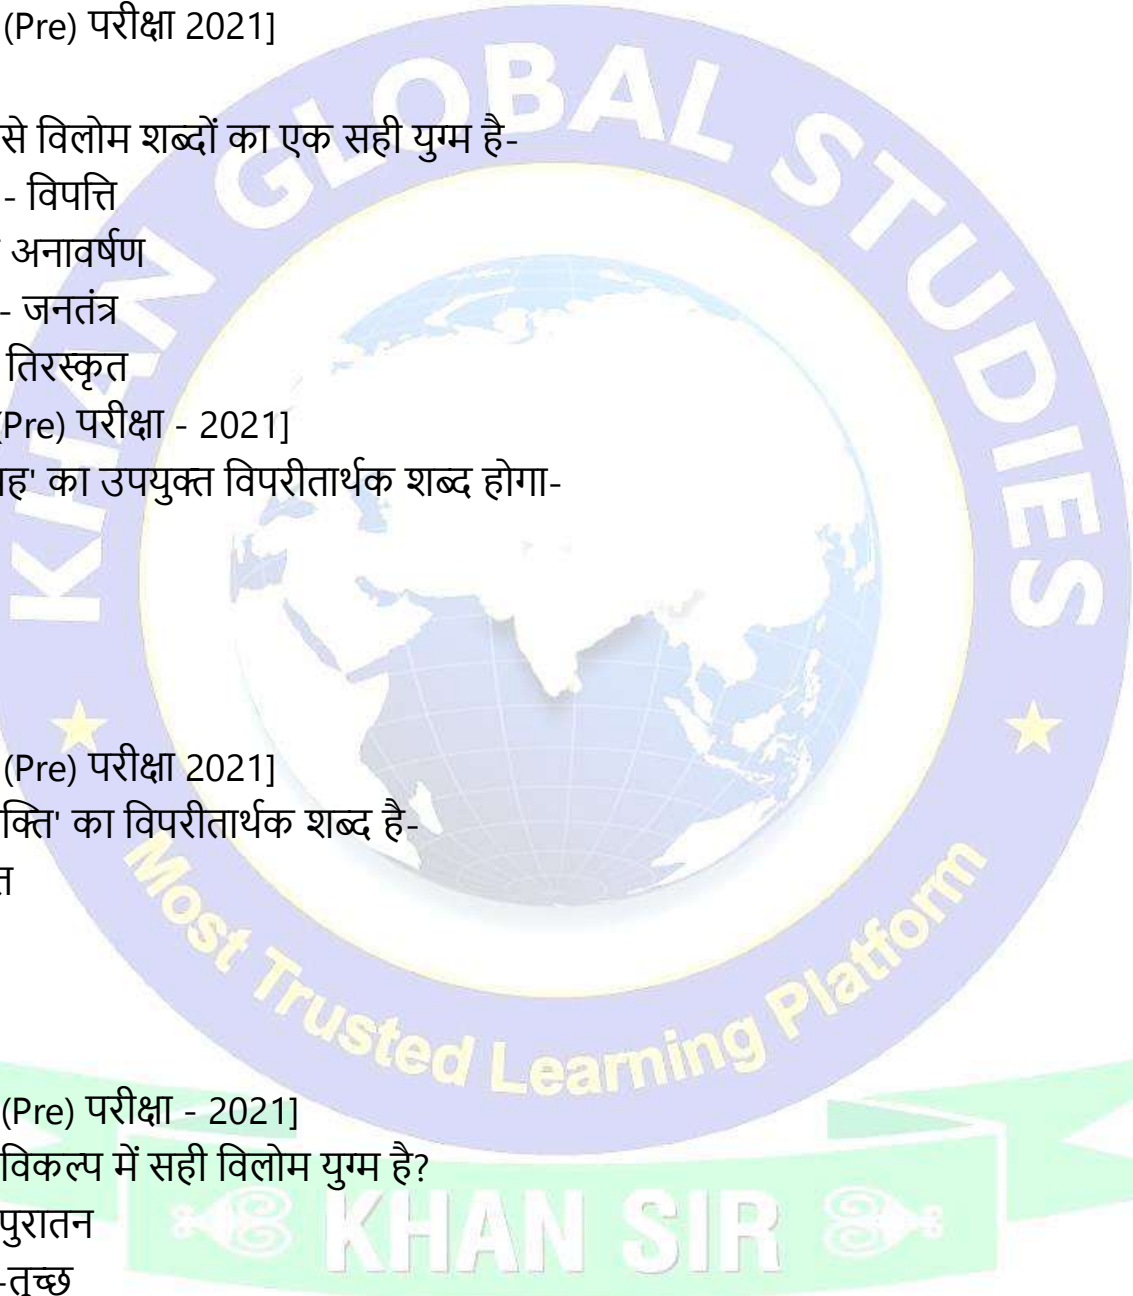 (Pre) परीक्षा 2021]
से विलोम शब्दों का एक सही युग्म है-
- विपत्ति
अनावर्षण
- जनतंत्र
तिरस्कृत
(Pre) परीक्षा - 2021]
का उपयुक्त विपरीतार्थक शब्द होगा-
(Pre) परीक्षा 2021]
का विपरीतार्थक शब्द है-
(Pre) परीक्षा - 2021]
विकल्प में सही विलोम युग्म है?
पुरातन
-तुच्छ
KHAN GLOBAL STUDIES
Most Trusted Learning Platform
KHAN SIR